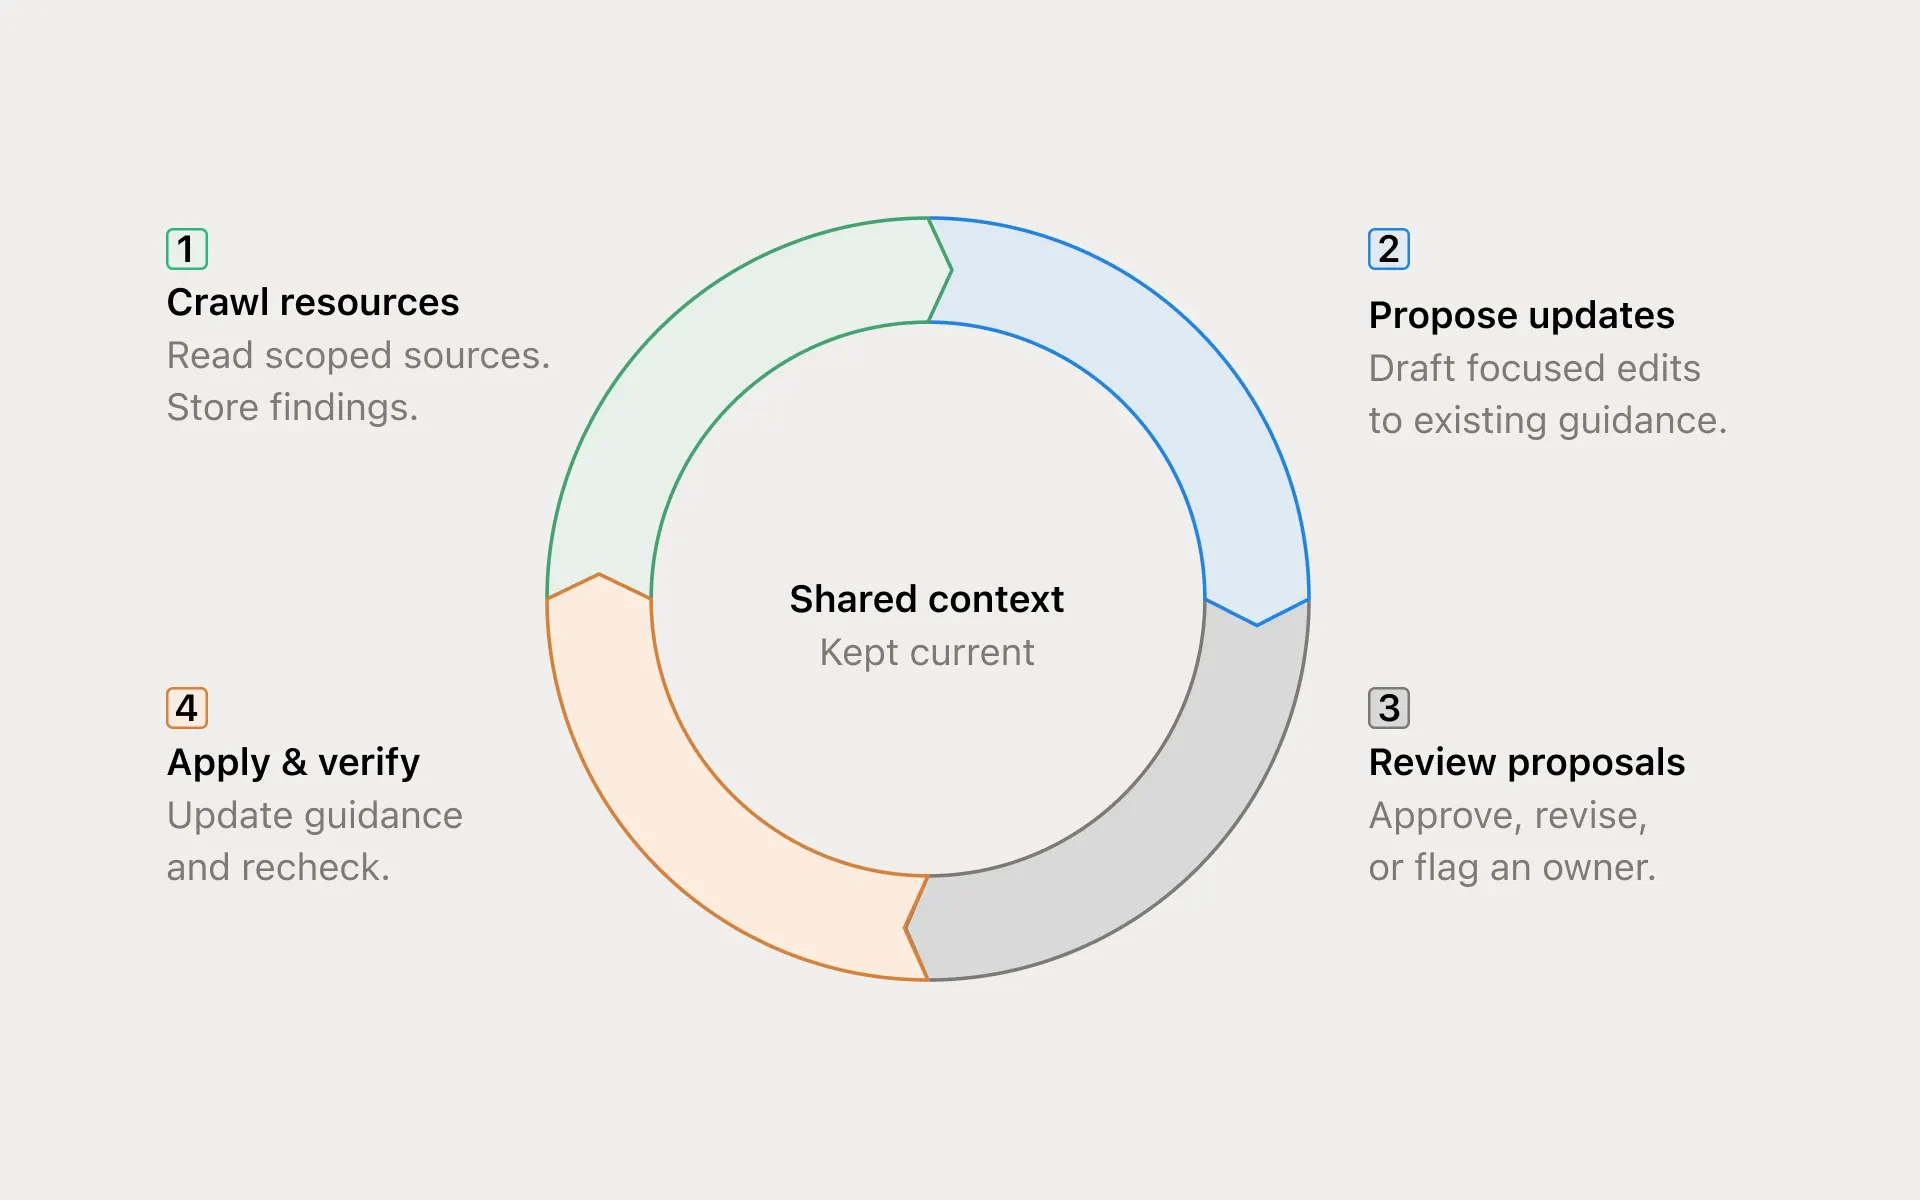 1
Crawl resources
Read scoped sources.
Store findings.
2
Propose updates
Draft focused edits
to existing guidance.
Shared context
Kept current
4
Apply & verify
Update guidance
and recheck.
3
Review proposals
Approve, revise,
or flag an owner.